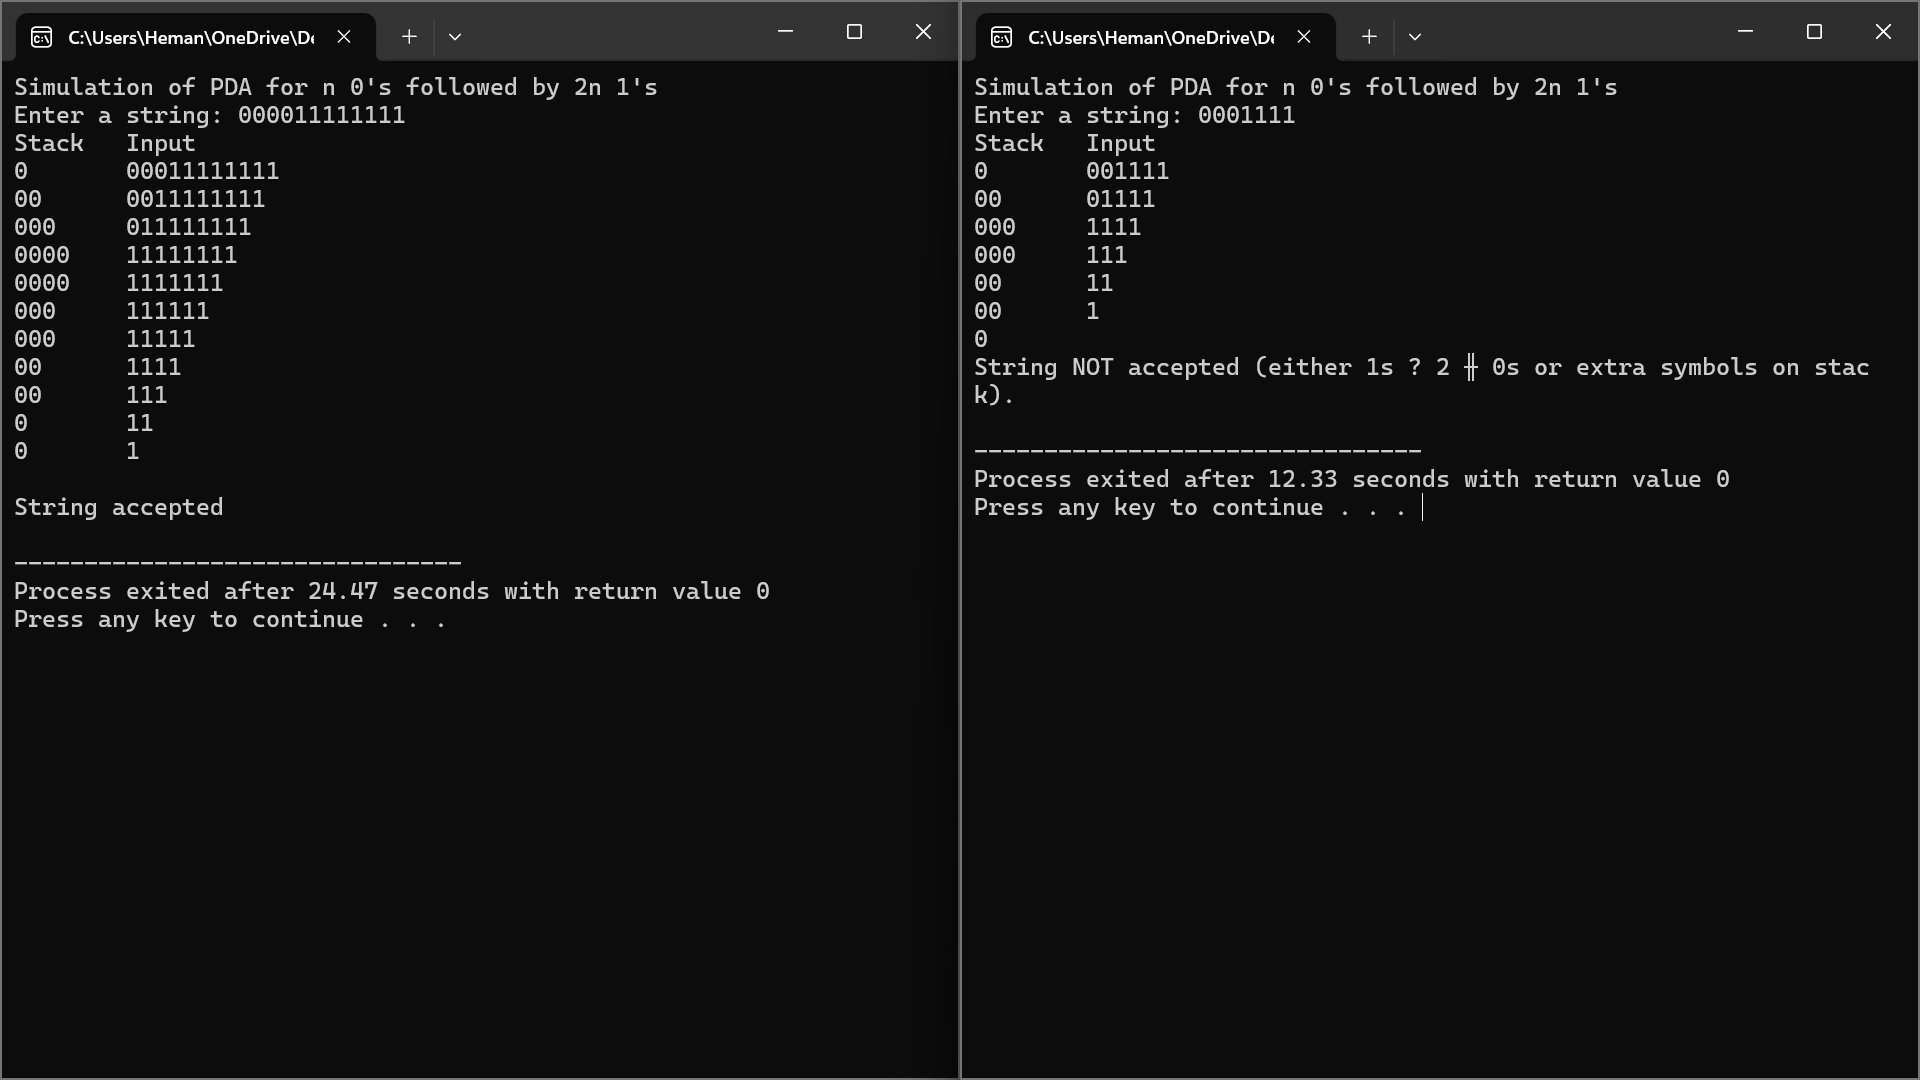 C:\Users\Heman\OneDrive\De
Simulation of PDA for n 0's followed by 2n 1's
Enter a string: 000011111111
Stack   Input
0       00011111111
00      0011111111
000     011111111
0000    11111111
0000    1111111
000     111111
000     11111
00      1111
00      111
0       11
0       1
String accepted
--------------------------------
Process exited after 24.47 seconds with return value 0
Press any key to continue . . .
C:\Users\Heman\OneDrive\De
Simulation of PDA for n 0's followed by 2n 1's
Enter a string: 0001111
Stack   Input
0       001111
00      01111
000     1111
000     111
00      11
00      1
0
String NOT accepted (either 1s ? 2 ╫ 0s or extra symbols on stac
k).
--------------------------------
Process exited after 12.33 seconds with return value 0
Press any key to continue . . .